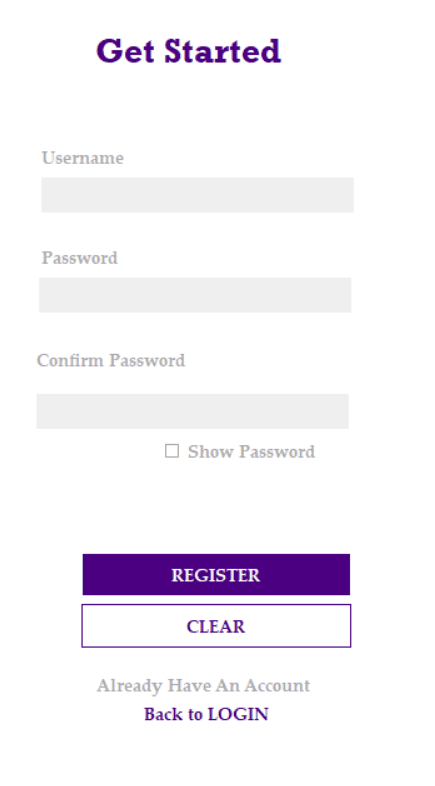 Get Started
Username
Password
Confirm Password
Show Password
REGISTER
CLEAR
Already Have An Account
Back to LOGIN